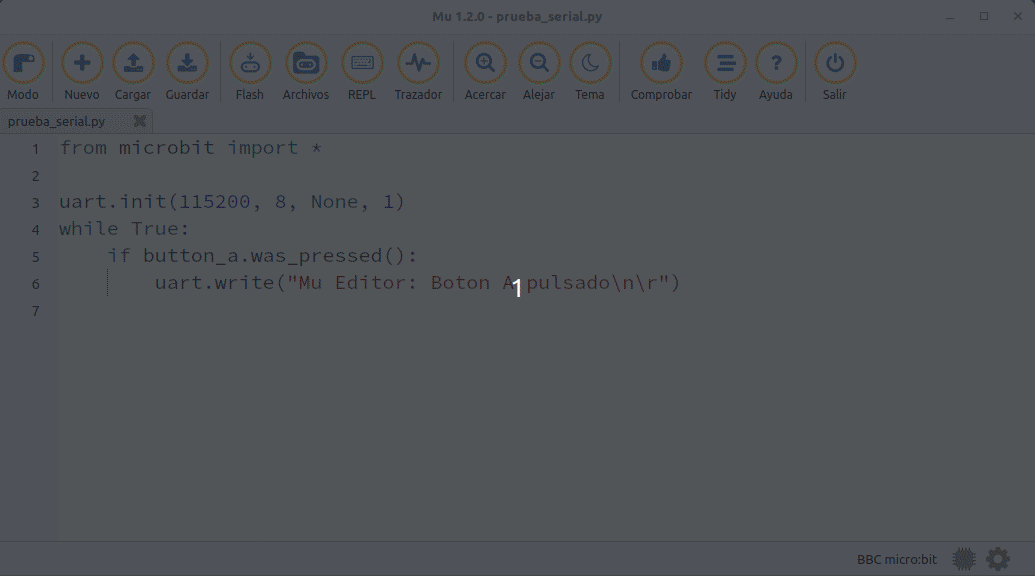 Mu 1.2.0 - prueba_serial.py
Modo Nuevo Cargar Guardar Flash Archivos REPL Trazador Acercar Alejar Tema Comprobar Tidy Ayuda Salir
prueba_serial.py
1 from microbit import *
2
3 uart.init(115200, 8, None, 1)
4 while True:
5 if button_a.was_pressed():
6 uart.write("Mu Editor: Boton A pulsado\n\r")
7
1
BBC micro:bit